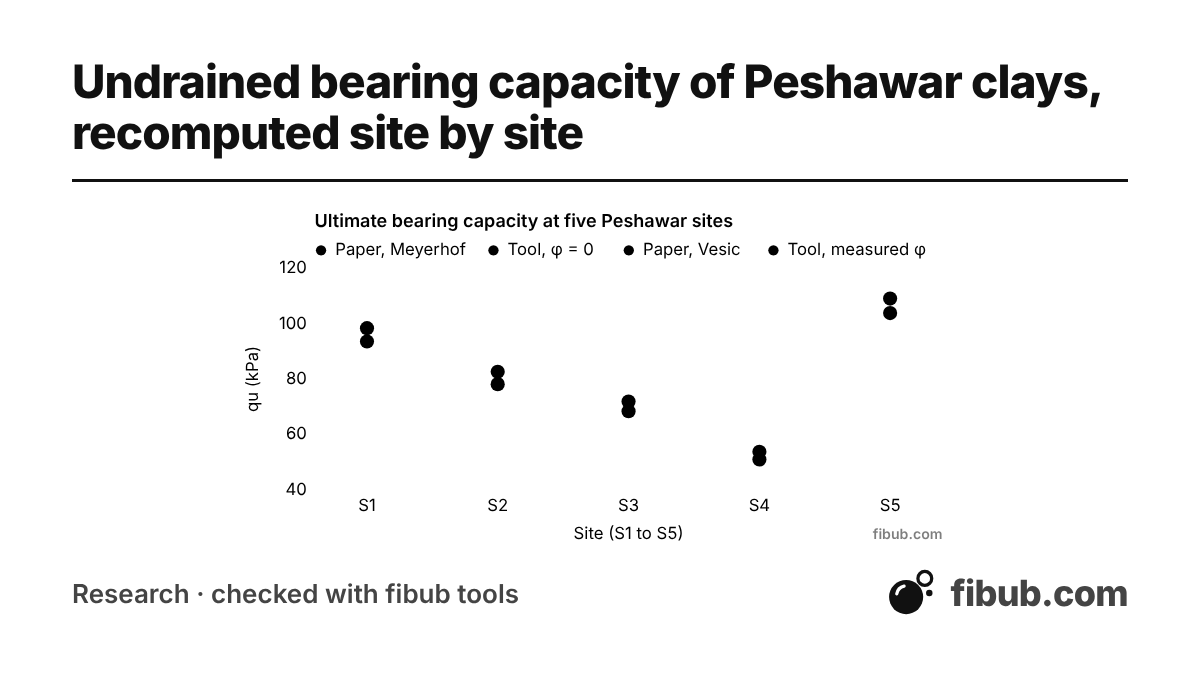 Undrained bearing capacity of Peshawar clays,
recomputed site by site
Ultimate bearing capacity at five Peshawar sites
Paper, Meyerhof Tool, φ = 0 Paper, Vesic Tool, measured φ
120
100
80
60
40
qu (kPa)
S1 S2 S3 S4 S5
Site (S1 to S5)
fibub.com
Research · checked with fibub tools
fibub.com